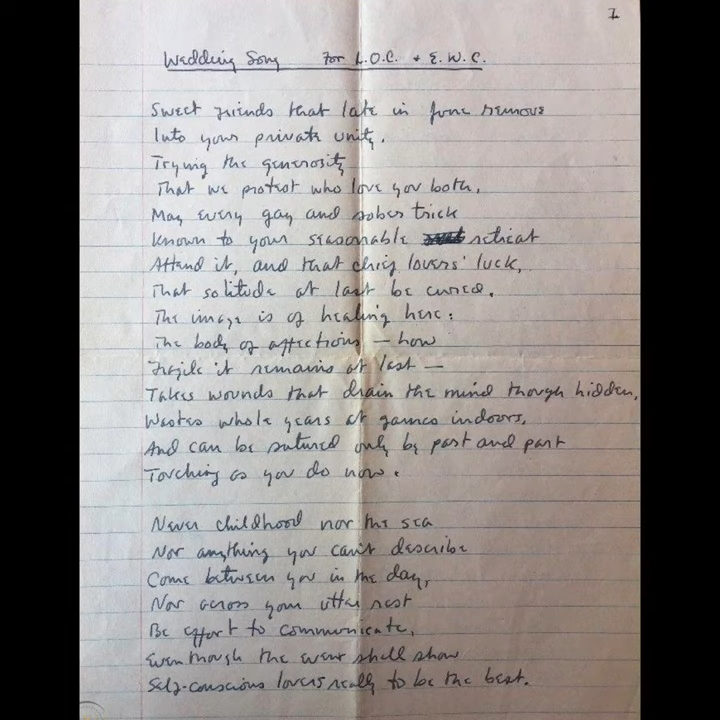 1
Wedding Song For L.O.C. + E.W.C.
Sweet friends that late in June remove
Into your private unity,
Trying the generosity
That we protest who love you both,
May every gay and sober trick
Known to your seasonable retreat
Attend it, and that chief lovers' luck,
That solitude at last be cured.
The image is of healing here:
The body of affections — how
Fragile it remains at last —
Takes wounds that drain the mind though hidden,
Wastes whole years at games indoors,
And can be sutured only by part and part
Touching as you do now.
Never childhood nor the sea
Nor anything you can't describe
Come between you in the day,
Nor across your utter rest
Be effort to communicate,
Even though the event shall show
Self-conscious lovers really to be the best.